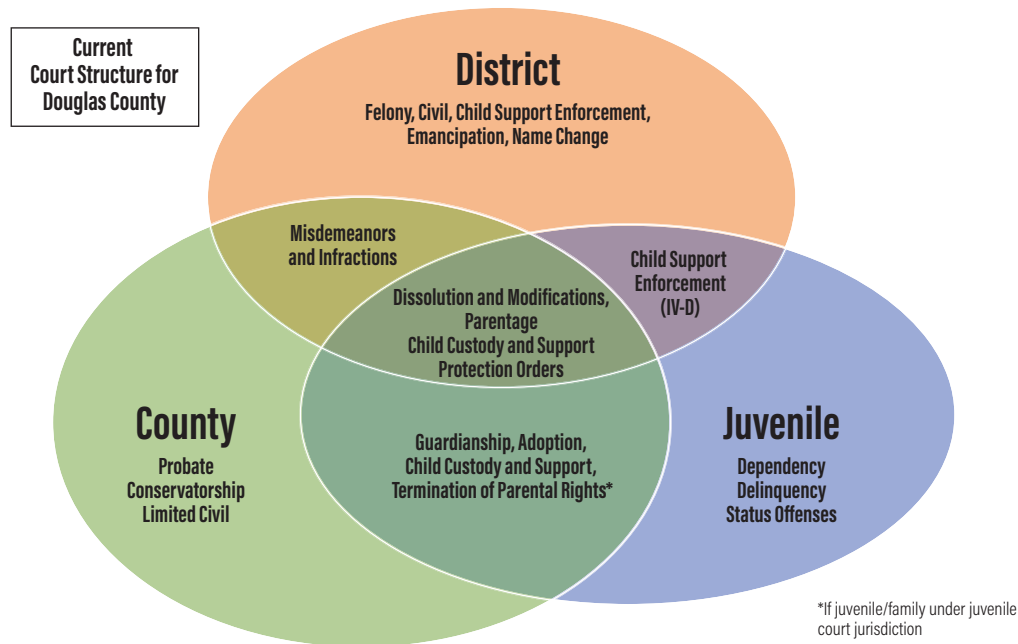 Current
Court Structure for
Douglas County
District
Felony, Civil, Child Support Enforcement,
Emancipation, Name Change
Misdemeanors
and Infractions
Child Support
Enforcement
(IV-D)
Dissolution and Modifications,
Parentage
Child Custody and Support
Protection Orders
County
Probate
Conservatorship
Limited Civil
Guardianship, Adoption,
Child Custody and Support,
Termination of Parental Rights*
Juvenile
Dependency
Delinquency
Status Offenses
*If juvenile/family under juvenile
court jurisdiction